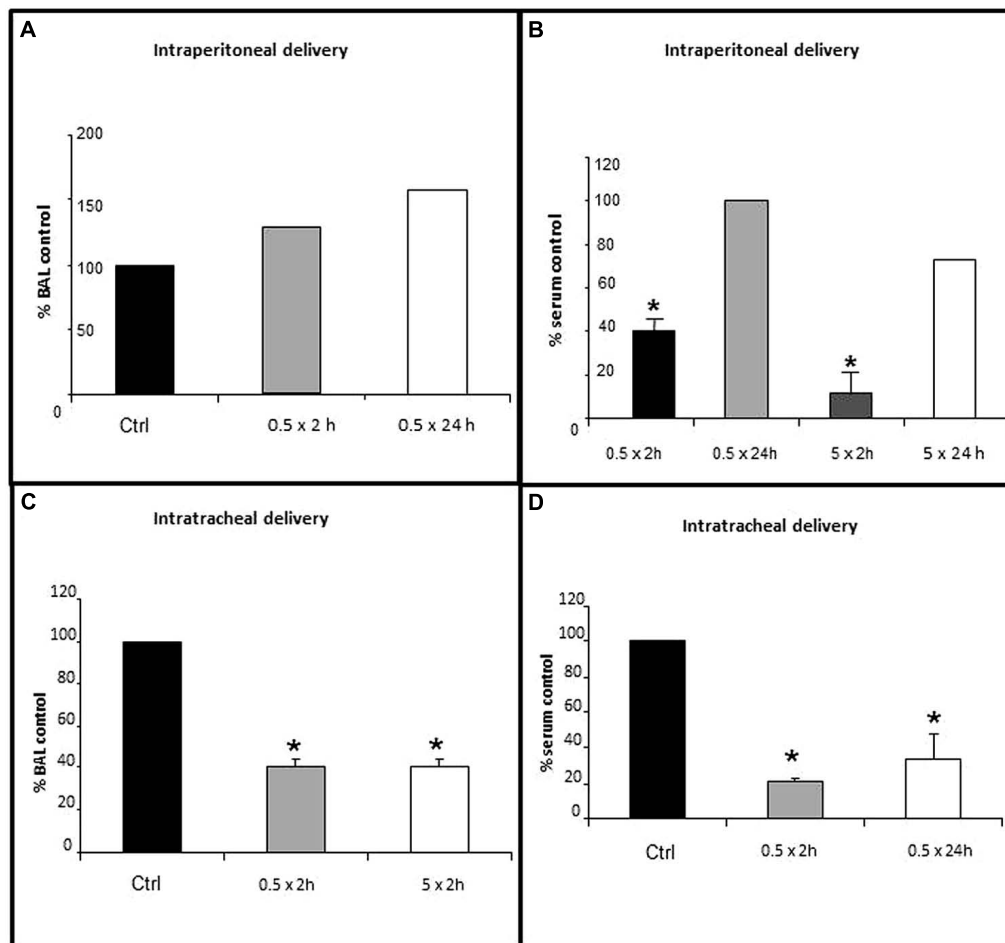 A
Intraperitoneal delivery
% BAL control
200
150
100
50
0
Ctrl
0.5 x 2 h
0.5 x 24 h
B
Intraperitoneal delivery
% serum control
120
100
80
60
40
20
0
*
*
0.5 x 2h
0.5 x 24h
5 x 2h
5 x 24 h
C
Intratracheal delivery
% BAL control
120
100
80
60
40
20
0
*
*
Ctrl
0.5 x 2h
5 x 2h
D
Intratracheal delivery
% serum control
120
100
80
60
40
20
0
*
*
Ctrl
0.5 x 2h
0.5 x 24h